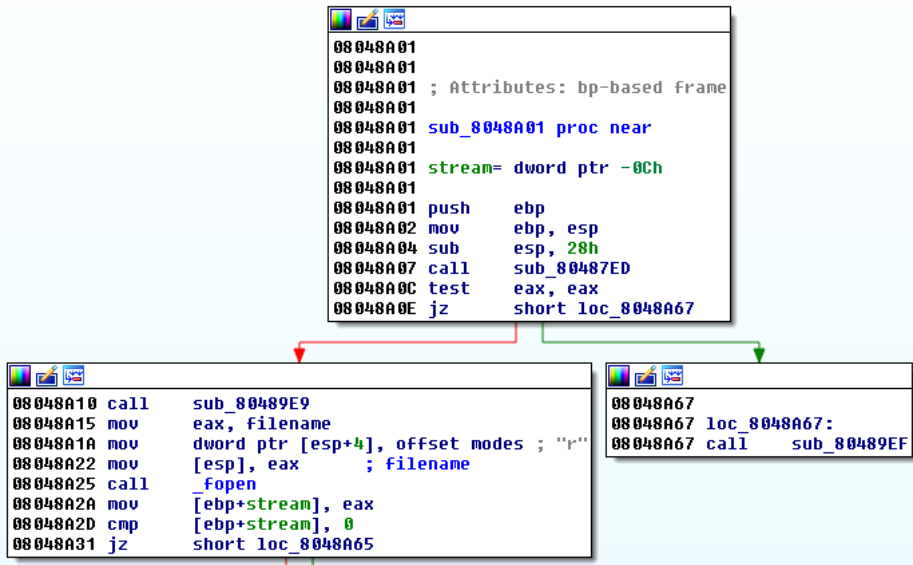 08048A01
08048A01
08048A01 ; Attributes: bp-based frame
08048A01
08048A01 sub_8048A01 proc near
08048A01
08048A01 stream= dword ptr -0Ch
08048A01
08048A01 push    ebp
08048A02 mov     ebp, esp
08048A04 sub     esp, 28h
08048A07 call    sub_80487ED
08048A0C test    eax, eax
08048A0E jz      short loc_8048A67
08048A10 call    sub_80489E9
08048A15 mov     eax, filename
08048A1A mov     dword ptr [esp+4], offset modes ; "r"
08048A22 mov     [esp], eax      ; filename
08048A25 call    _fopen
08048A2A mov     [ebp+stream], eax
08048A2D cmp     [ebp+stream], 0
08048A31 jz      short loc_8048A65
08048A67
08048A67 loc_8048A67:
08048A67 call    sub_80489EF